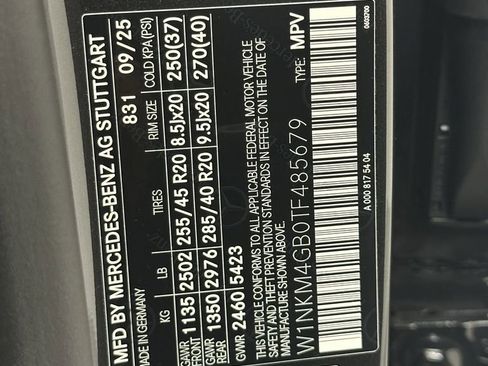 MFD BY MERCEDES-BENZ AG STUTTGART
MADE IN GERMANY 831 09/25
KG LB TIRES RIM SIZE COLD KPA(PSI)
GAWR FRONT 1135 2502 255/45 R20 8.5Jx20 250(37)
GAWR REAR 1350 2976 285/40 R20 9.5Jx20 270(40)
GVWR 2460 5423
THIS VEHICLE CONFORMS TO ALL APPLICABLE FEDERAL MOTOR VEHICLE
SAFETY AND THEFT PREVENTION STANDARDS IN EFFECT ON THE DATE OF
MANUFACTURE SHOWN ABOVE.
W1NKM4GB0TF485679 TYPE: MPV
A 000 817 54 04